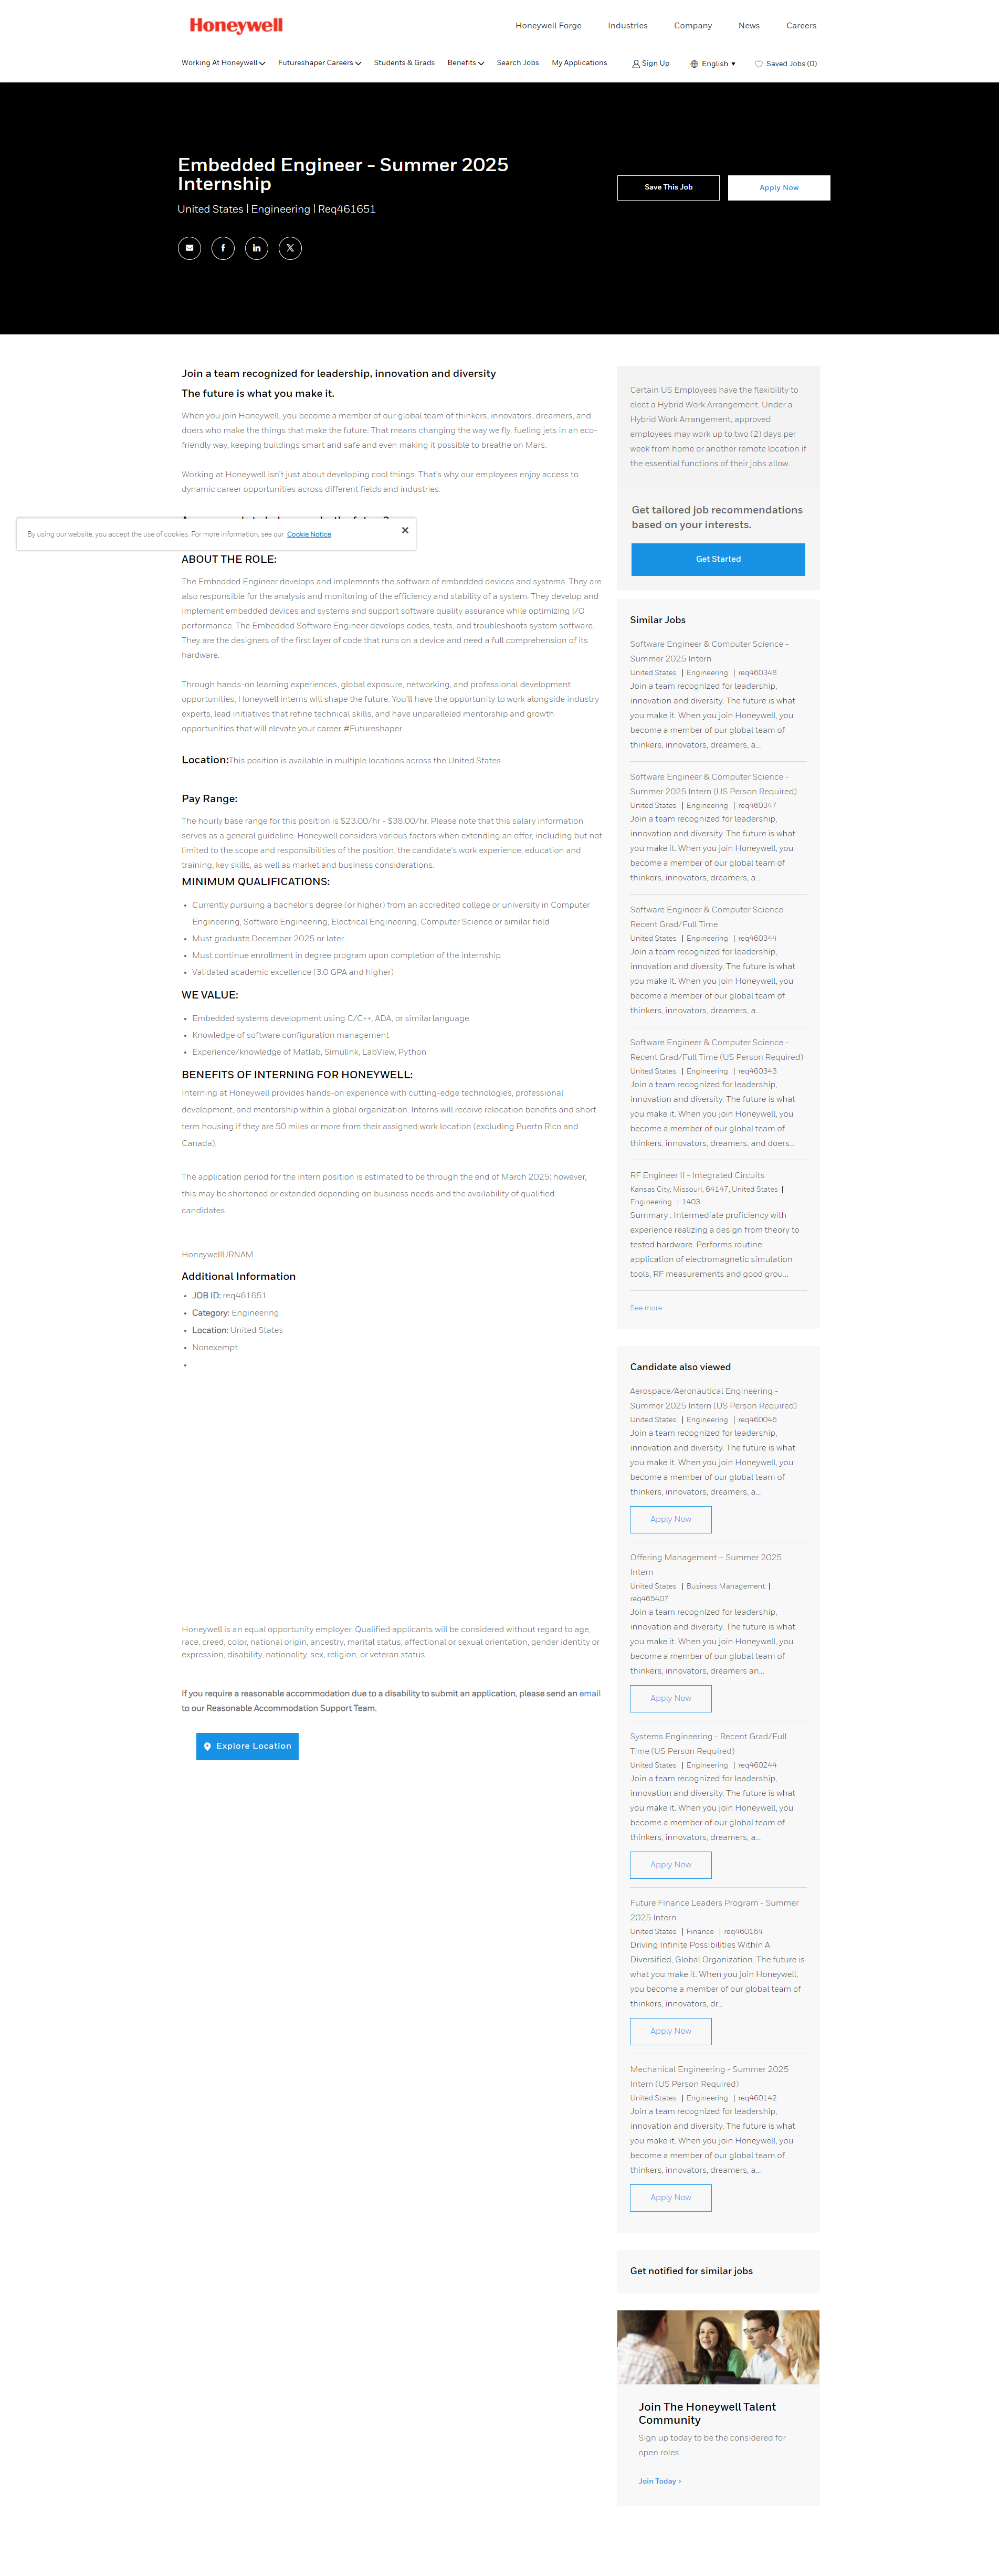 Honeywell
Honeywell Forge Industries Company News Careers
Working At Honeywell Futureshaper Careers Students & Grads Benefits Search Jobs My Applications Sign Up English Saved Jobs (0)
Embedded Engineer - Summer 2025
Internship
United States | Engineering | Req461651
Save This Job
Apply Now
Join a team recognized for leadership, innovation and diversity
The future is what you make it.
When you join Honeywell, you become a member of our global team of thinkers, innovators, dreamers, and
doers who make the things that make the future. That means changing the way we fly, fueling jets in an eco-
friendly way, keeping buildings smart and safe and even making it possible to breathe on Mars.
Working at Honeywell isn't just about developing cool things. That's why our employees enjoy access to
dynamic career opportunities across different fields and industries.
By using our website, you accept the use of cookies. For more information, see our Cookie Notice
ABOUT THE ROLE:
The Embedded Engineer develops and implements the software of embedded devices and systems. They are
also responsible for the analysis and monitoring of the efficiency and stability of a system. They develop and
implement embedded devices and systems and support software quality assurance while optimizing I/O
performance. The Embedded Software Engineer develops codes, tests, and troubleshoots system software.
They are the designers of the first layer of code that runs on a device and need a full comprehension of its
hardware.
Through hands-on learning experiences, global exposure, networking, and professional development
opportunities, Honeywell interns will shape the future. You'll have the opportunity to work alongside industry
experts, lead initiatives that refine technical skills, and have unparalleled mentorship and growth
opportunities that will elevate your career. #Futureshaper
Location:This position is available in multiple locations across the United States.
Pay Range:
The hourly base range for this position is $23.00/hr - $38.00/hr. Please note that this salary information
serves as a general guideline. Honeywell considers various factors when extending an offer, including but not
limited to the scope and responsibilities of the position, the candidate's work experience, education and
training, key skills, as well as market and business considerations.
MINIMUM QUALIFICATIONS:
• Currently pursuing a bachelor's degree (or higher) from an accredited college or university in Computer
Engineering, Software Engineering, Electrical Engineering, Computer Science or similar field
• Must graduate December 2025 or later
• Must continue enrollment in degree program upon completion of the internship
• Validated academic excellence (3.0 GPA and higher)
WE VALUE:
• Embedded systems development using C/C++, ADA, or similar language
• Knowledge of software configuration management
• Experience/knowledge of Matlab, Simulink, LabView, Python
BENEFITS OF INTERNING FOR HONEYWELL:
Interning at Honeywell provides hands-on experience with cutting-edge technologies, professional
development, and mentorship within a global organization. Interns will receive relocation benefits and short-
term housing if they are 50 miles or more from their assigned work location (excluding Puerto Rico and
Canada).
The application period for the intern position is estimated to be through the end of March 2025; however,
this may be shortened or extended depending on business needs and the availability of qualified
candidates.
HoneywellURNAM
Additional Information
• JOB ID: req461651
• Category: Engineering
• Location: United States
• Nonexempt
•
Honeywell is an equal opportunity employer. Qualified applicants will be considered without regard to age,
race, creed, color, national origin, ancestry, marital status, affectional or sexual orientation, gender identity or
expression, disability, nationality, sex, religion, or veteran status.
If you require a reasonable accommodation due to a disability to submit an application, please send an email
to our Reasonable Accommodation Support Team.
Explore Location
Certain US Employees have the flexibility to
elect a Hybrid Work Arrangement. Under a
Hybrid Work Arrangement, approved
employees may work up to two (2) days per
week from home or another remote location if
the essential functions of their jobs allow.
Get tailored job recommendations
based on your interests.
Get Started
Similar Jobs
Software Engineer & Computer Science -
Summer 2025 Intern
United States | Engineering | req460348
Join a team recognized for leadership,
innovation and diversity. The future is what
you make it. When you join Honeywell, you
become a member of our global team of
thinkers, innovators, dreamers, a...
Software Engineer & Computer Science -
Summer 2025 Intern (US Person Required)
United States | Engineering | req460347
Join a team recognized for leadership,
innovation and diversity. The future is what
you make it. When you join Honeywell, you
become a member of our global team of
thinkers, innovators, dreamers, a...
Software Engineer & Computer Science -
Recent Grad/Full Time
United States | Engineering | req460344
Join a team recognized for leadership,
innovation and diversity. The future is what
you make it. When you join Honeywell, you
become a member of our global team of
thinkers, innovators, dreamers, a...
Software Engineer & Computer Science -
Recent Grad/Full Time (US Person Required)
United States | Engineering | req460343
Join a team recognized for leadership,
innovation and diversity. The future is what
you make it. When you join Honeywell, you
become a member of our global team of
thinkers, innovators, dreamers, and doers...
RF Engineer II - Integrated Circuits
Kansas City, Missouri, 64147, United States |
Engineering | 1403
Summary . Intermediate proficiency with
experience realizing a design from theory to
tested hardware. Performs routine
application of electromagnetic simulation
tools, RF measurements and good grou...
See more
Candidate also viewed
Aerospace/Aeronautical Engineering -
Summer 2025 Intern (US Person Required)
United States | Engineering | req460046
Join a team recognized for leadership,
innovation and diversity. The future is what
you make it. When you join Honeywell, you
become a member of our global team of
thinkers, innovators, dreamers, a...
Apply Now
Offering Management – Summer 2025
Intern
United States | Business Management |
req465407
Join a team recognized for leadership,
innovation and diversity. The future is what
you make it. When you join Honeywell, you
become a member of our global team of
thinkers, innovators, dreamers an...
Apply Now
Systems Engineering - Recent Grad/Full
Time (US Person Required)
United States | Engineering | req460244
Join a team recognized for leadership,
innovation and diversity. The future is what
you make it. When you join Honeywell, you
become a member of our global team of
thinkers, innovators, dreamers, a...
Apply Now
Future Finance Leaders Program - Summer
2025 Intern
United States | Finance | req460164
Driving Infinite Possibilities Within A
Diversified, Global Organization. The future is
what you make it. When you join Honeywell,
you become a member of our global team of
thinkers, innovators, dr...
Apply Now
Mechanical Engineering - Summer 2025
Intern (US Person Required)
United States | Engineering | req460142
Join a team recognized for leadership,
innovation and diversity. The future is what
you make it. When you join Honeywell, you
become a member of our global team of
thinkers, innovators, dreamers, a...
Apply Now
Get notified for similar jobs
Join The Honeywell Talent
Community
Sign up today to be the considered for
open roles.
Join Today ›